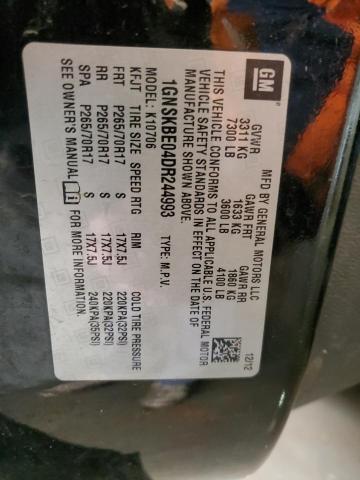 GM
MFD BY GENERAL MOTORS LLC 12/12
GVWR GAWR FRT GAWR RR
3311 KG 1633 KG 1860 KG
7300 LB 3600 LB 4100 LB
THIS VEHICLE CONFORMS TO ALL APPLICABLE U.S. FEDERAL MOTOR
VEHICLE SAFETY STANDARDS IN EFFECT ON THE DATE OF
MANUFACTURE SHOWN ABOVE.
1GNSKBE04DR244993 TYPE: M.P.V.
MODEL: K10706
KFJT TIRE SIZE SPEED RTG RIM COLD TIRE PRESSURE
FRT P265/70R17 S 17X7.5J 220KPA(32PSI)
RR P265/70R17 S 17X7.5J 220KPA(32PSI)
SPA P265/70R17 S 17X7.5J 240KPA(35PSI)
SEE OWNER'S MANUAL i FOR MORE INFORMATION.